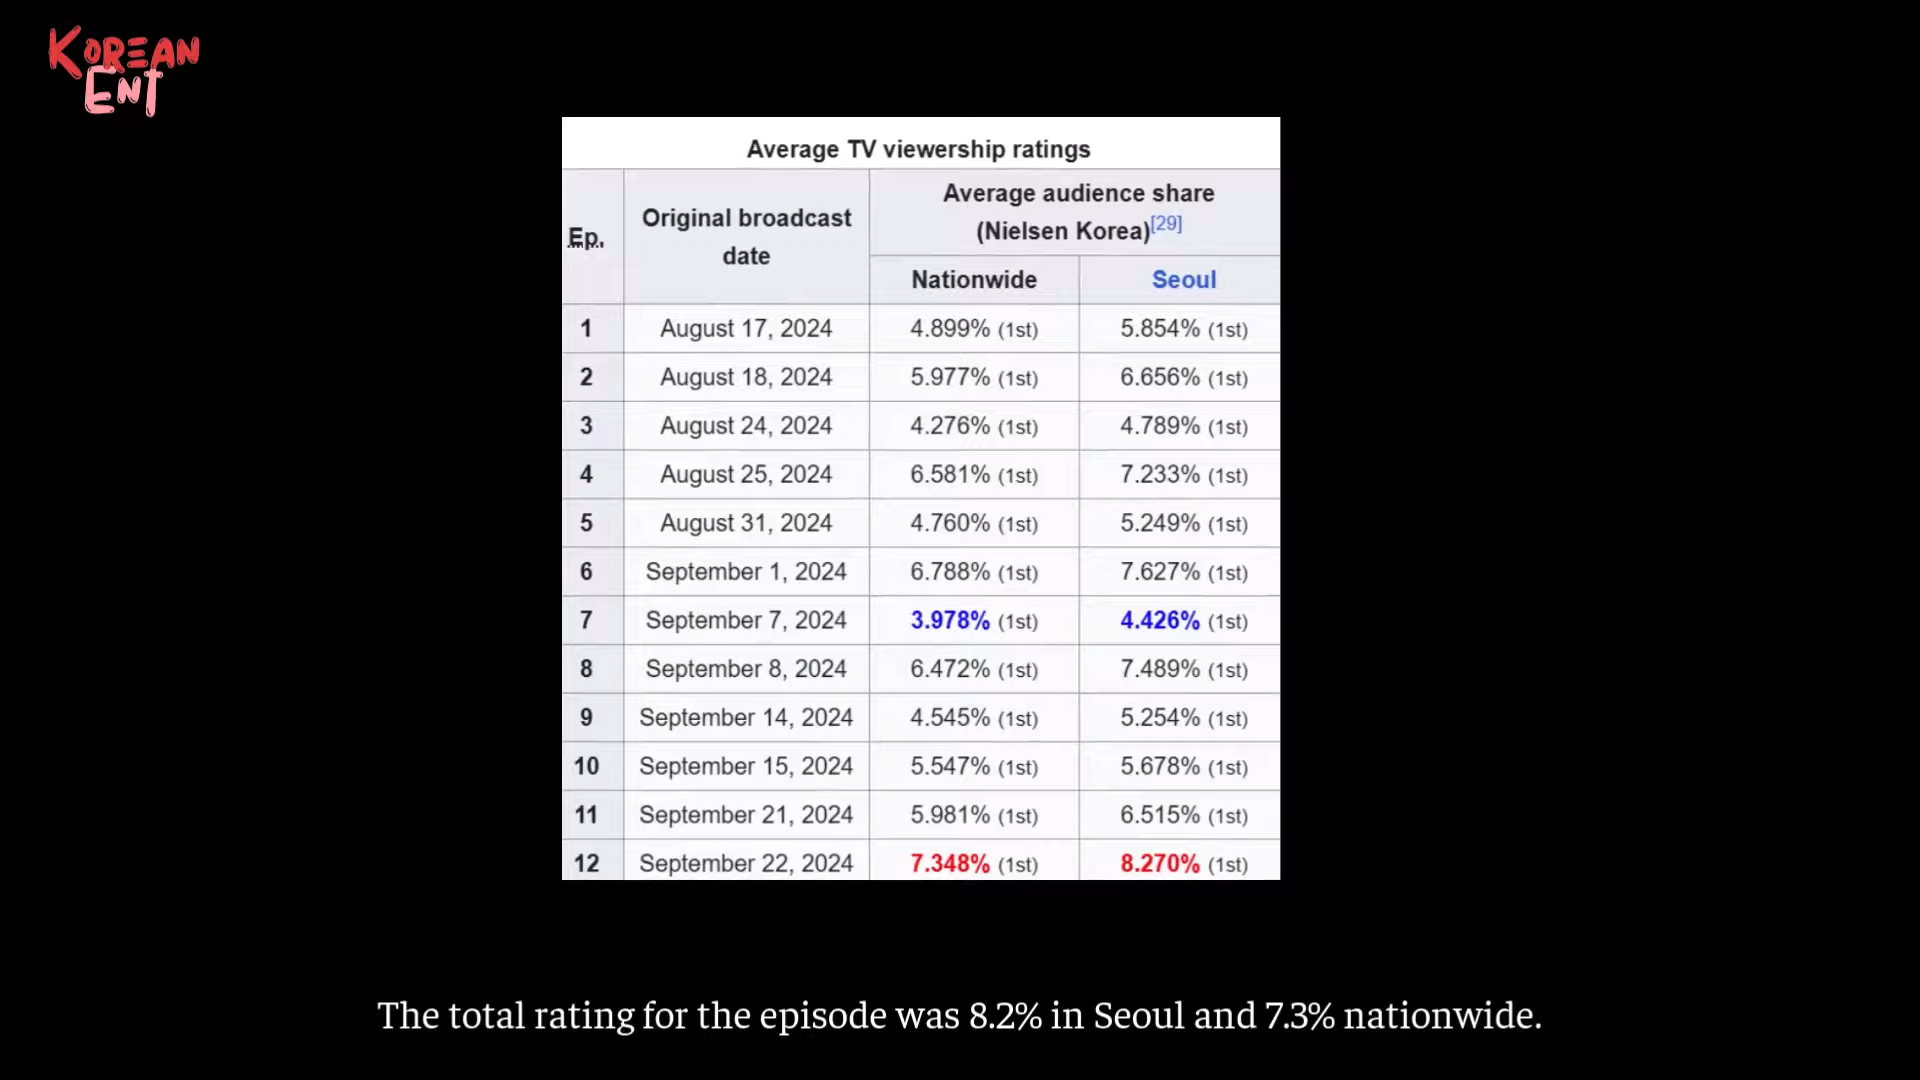 KOREAN
ENT
Average TV viewership ratings
Ep.
Original broadcast
date
Average audience share
(Nielsen Korea)[29]
Nationwide
Seoul
1 August 17, 2024 4.899% (1st) 5.854% (1st)
2 August 18, 2024 5.977% (1st) 6.656% (1st)
3 August 24, 2024 4.276% (1st) 4.789% (1st)
4 August 25, 2024 6.581% (1st) 7.233% (1st)
5 August 31, 2024 4.760% (1st) 5.249% (1st)
6 September 1, 2024 6.788% (1st) 7.627% (1st)
7 September 7, 2024 3.978% (1st) 4.426% (1st)
8 September 8, 2024 6.472% (1st) 7.489% (1st)
9 September 14, 2024 4.545% (1st) 5.254% (1st)
10 September 15, 2024 5.547% (1st) 5.678% (1st)
11 September 21, 2024 5.981% (1st) 6.515% (1st)
12 September 22, 2024 7.348% (1st) 8.270% (1st)
The total rating for the episode was 8.2% in Seoul and 7.3% nationwide.